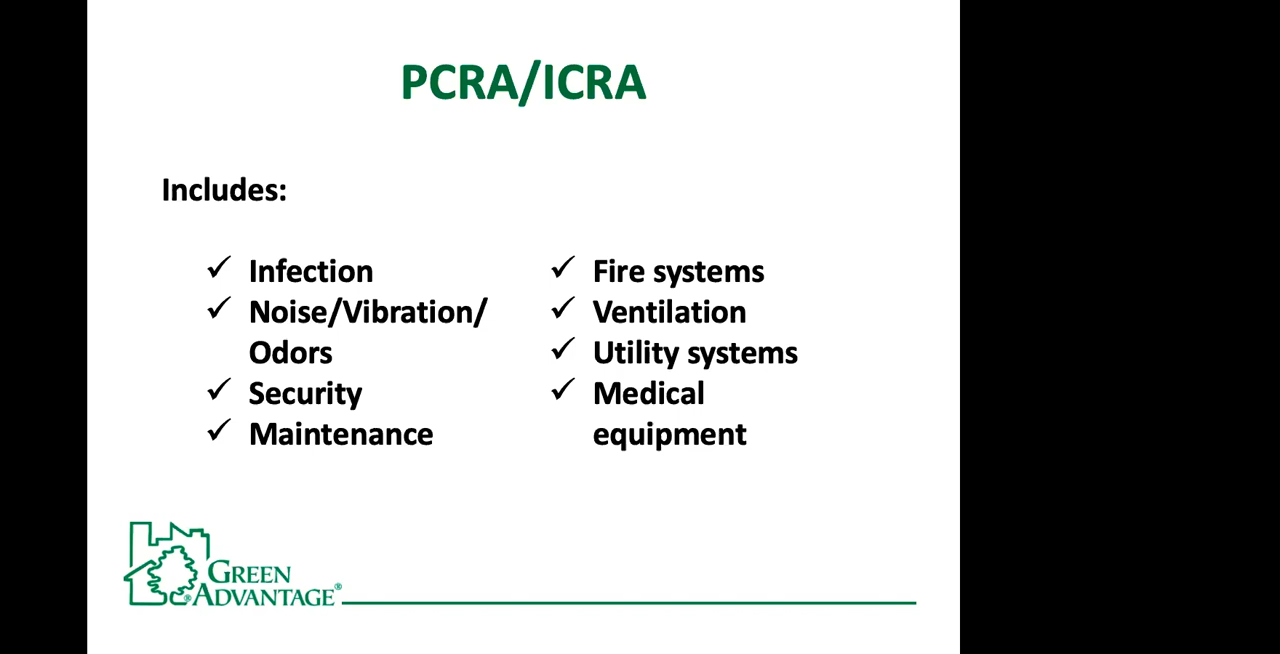 PCRA/ICRA
Includes:
✓ Infection
✓ Noise/Vibration/
Odors
✓ Security
✓ Maintenance
✓ Fire systems
✓ Ventilation
✓ Utility systems
✓ Medical
equipment
GREEN
®ADVANTAGE®